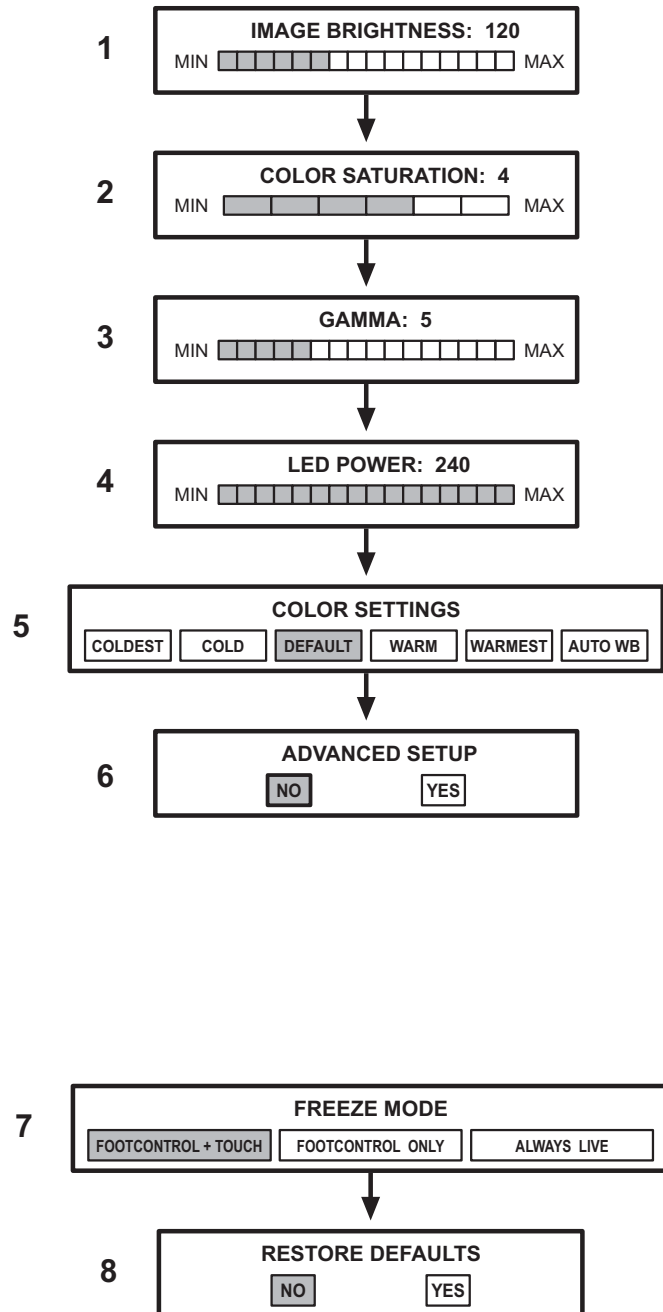 1
IMAGE BRIGHTNESS: 120
MIN MAX
2
COLOR SATURATION: 4
MIN MAX
3
GAMMA: 5
MIN MAX
4
LED POWER: 240
MIN MAX
5
COLOR SETTINGS
COLDEST COLD DEFAULT WARM WARMEST AUTO WB
6
ADVANCED SETUP
NO YES
7
FREEZE MODE
FOOTCONTROL + TOUCH FOOTCONTROL ONLY ALWAYS LIVE
8
RESTORE DEFAULTS
NO YES